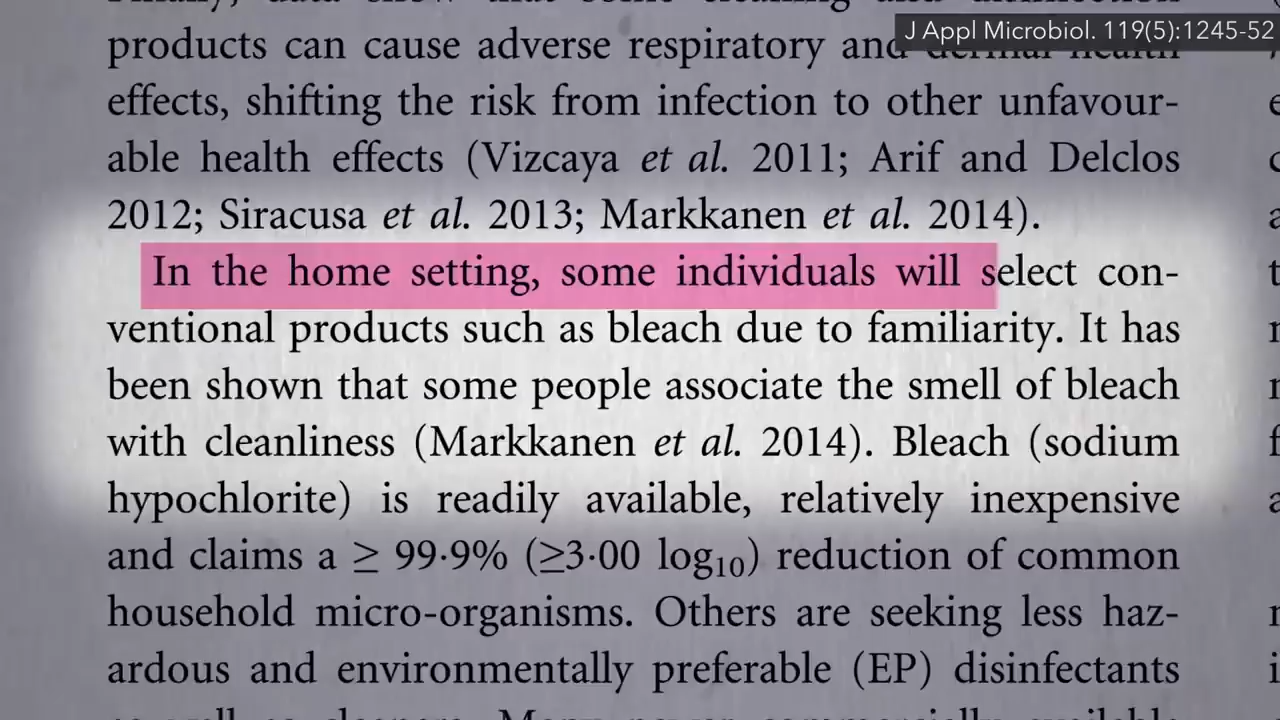 J Appl Microbiol. 119(5):1245-52
products can cause adverse respiratory and dermal health
effects, shifting the risk from infection to other unfavour-
able health effects (Vizcaya et al. 2011; Arif and Delclos
2012; Siracusa et al. 2013; Markkanen et al. 2014).
In the home setting, some individuals will select con-
ventional products such as bleach due to familiarity. It has
been shown that some people associate the smell of bleach
with cleanliness (Markkanen et al. 2014). Bleach (sodium
hypochlorite) is readily available, relatively inexpensive
and claims a ≥ 99·9% (≥3·00 log₁₀) reduction of common
household micro-organisms. Others are seeking less haz-
ardous and environmentally preferable (EP) disinfectants